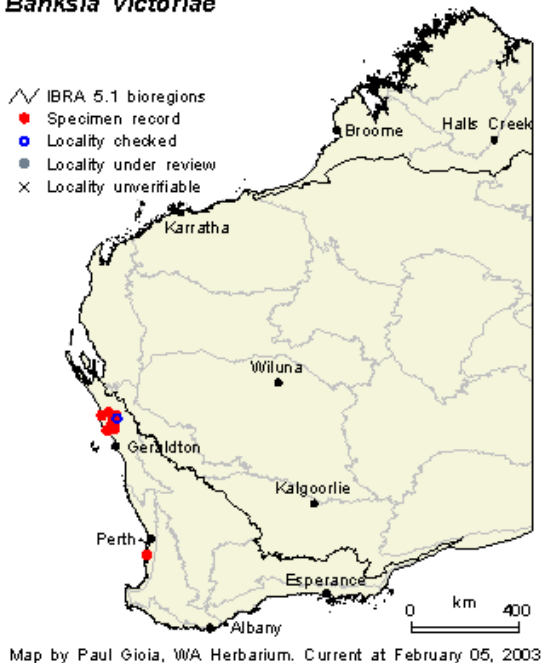 Banksia victoriae
IBRA 5.1 bioregions
Specimen record
Locality checked
Locality under review
Locality unverifiable
Broome
Halls Creek
Karratha
Wiluna
Geraldton
Kalgoorlie
Perth
Esperance
Albany
0 km 400
Map by Paul Gioia, WA Herbarium. Current at February 05, 2003